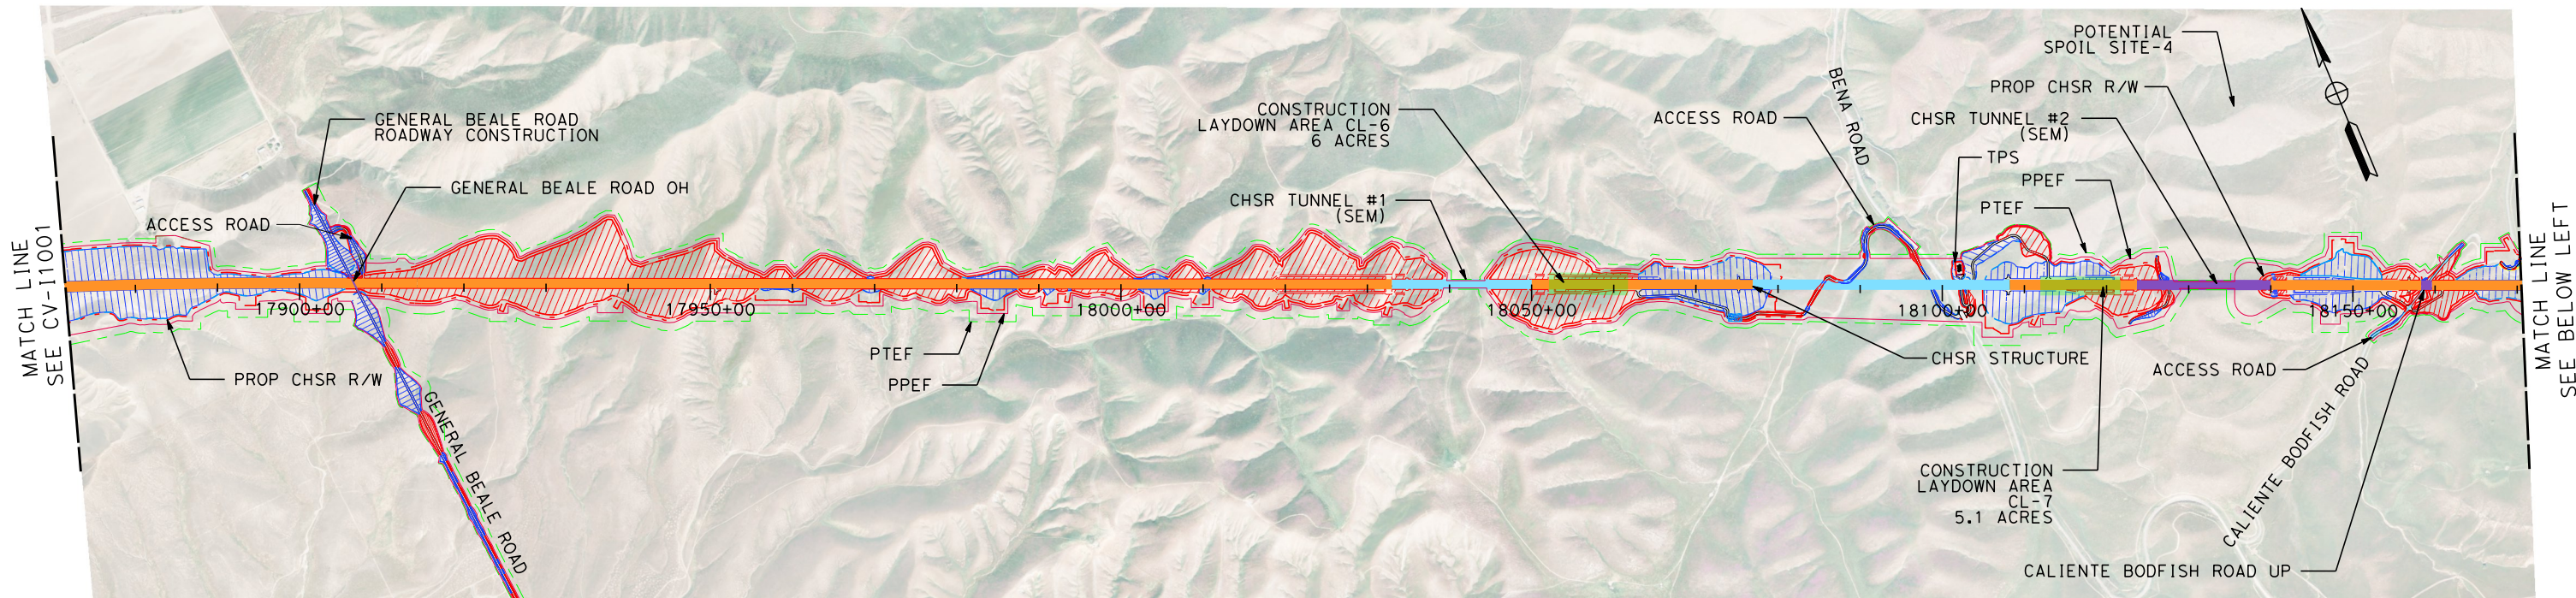 MATCH LINE
SEE CV-I1001
GENERAL BEALE ROAD
ROADWAY CONSTRUCTION
GENERAL BEALE ROAD OH
ACCESS ROAD
17900+00
PROP CHSR R/W
GENERAL BEALE ROAD
17950+00
PTEF
PPEF
18000+00
CONSTRUCTION
LAYDOWN AREA CL-6
6 ACRES
CHSR TUNNEL #1
(SEM)
18050+00
ACCESS ROAD
BENA ROAD
CHSR STRUCTURE
18100+00
POTENTIAL
SPOIL SITE-4
PROP CHSR R/W
CHSR TUNNEL #2
(SEM)
TPS
PPEF
PTEF
18150+00
ACCESS ROAD
CALIENTE BODFISH ROAD
CONSTRUCTION
LAYDOWN AREA
CL-7
5.1 ACRES
CALIENTE BODFISH ROAD UP
MATCH LINE
SEE BELOW LEFT